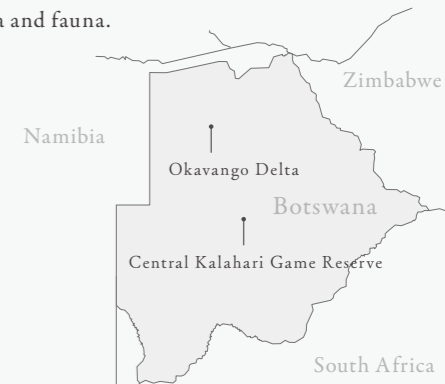 and fauna.
Zimbabwe
Namibia
Okavango Delta
Botswana
Central Kalahari Game Reserve
South Africa